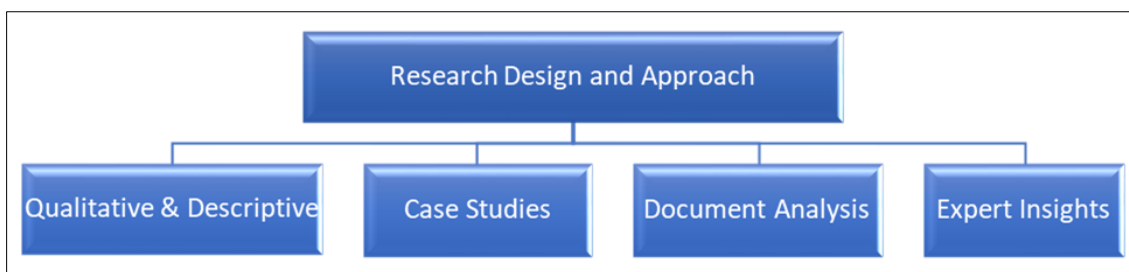 Research Design and Approach
Qualitative & Descriptive
Case Studies
Document Analysis
Expert Insights